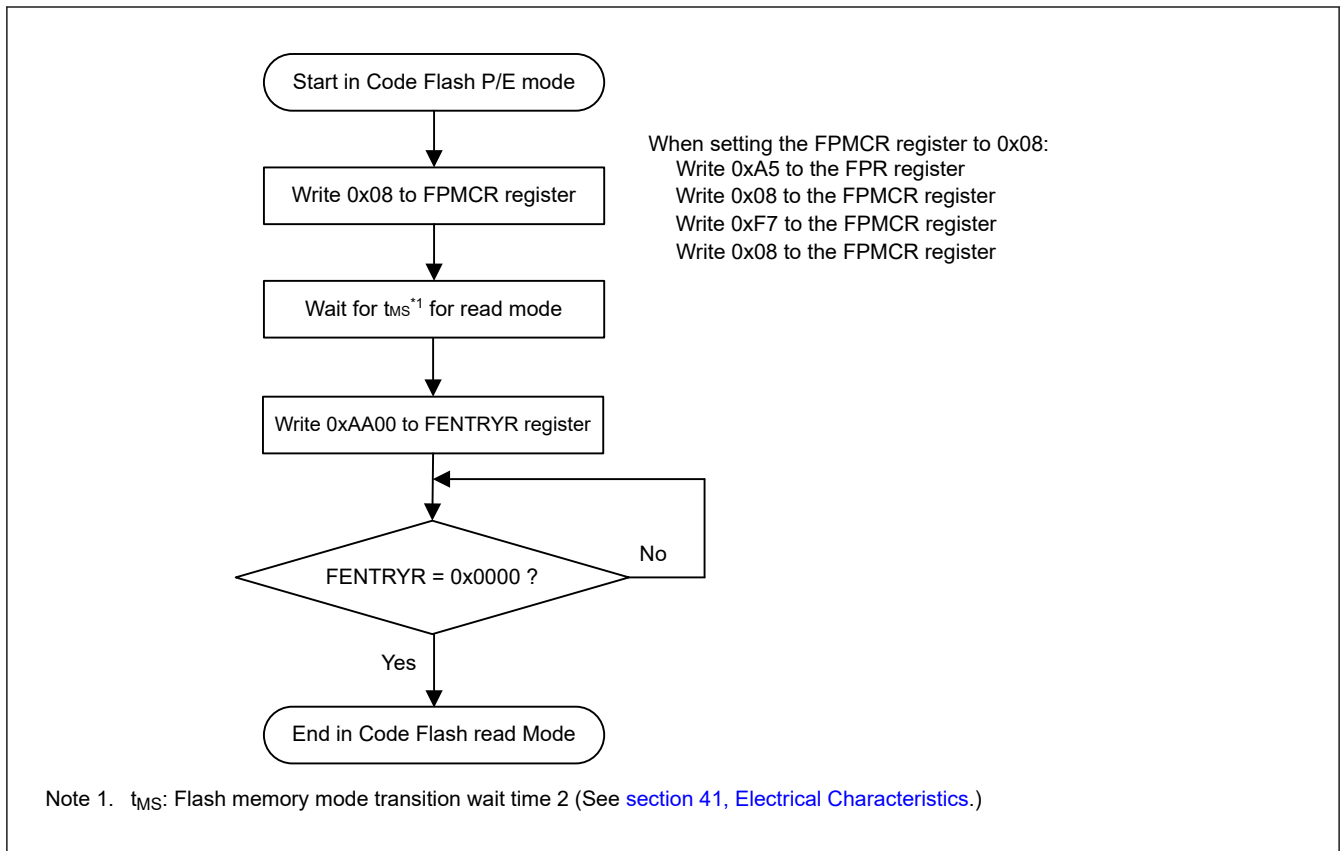 Start in Code Flash P/E mode
When setting the FPMCR register to 0x08:
Write 0xA5 to the FPR register
Write 0x08 to FPMCR register
Write 0x08 to the FPMCR register
Write 0xF7 to the FPMCR register
Write 0x08 to the FPMCR register
Wait for tMS*1 for read mode
Write 0xAA00 to FENTRYR register
No
FENTRYR = 0x0000 ?
Yes
End in Code Flash read Mode
Note 1. tMS: Flash memory mode transition wait time 2 (See section 41, Electrical Characteristics.)